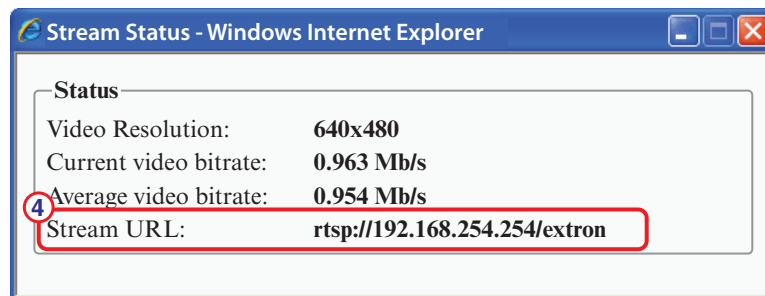 Stream Status - Windows Internet Explorer
Status
Video Resolution: 640x480
Current video bitrate: 0.963 Mb/s
Average video bitrate: 0.954 Mb/s
4
Stream URL: rtsp://192.168.254.254/extron